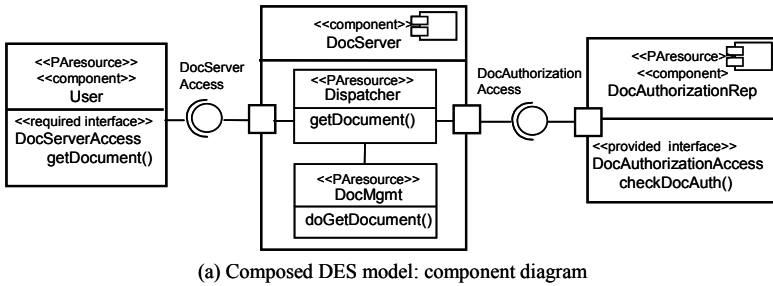 <<PAresource>>
<<component>>
User
<<required interface>>
DocServerAccess
getDocument()
DocServer
Access
<<component>>
DocServer
<<PAresource>>
Dispatcher
getDocument()
<<PAresource>>
DocMgmt
doGetDocument()
DocAuthorization
Access
<<PAresource>>
<<component>>
DocAuthorizationRep
<<provided interface>>
DocAuthorizationAccess
checkDocAuth()
(a) Composed DES model: component diagram